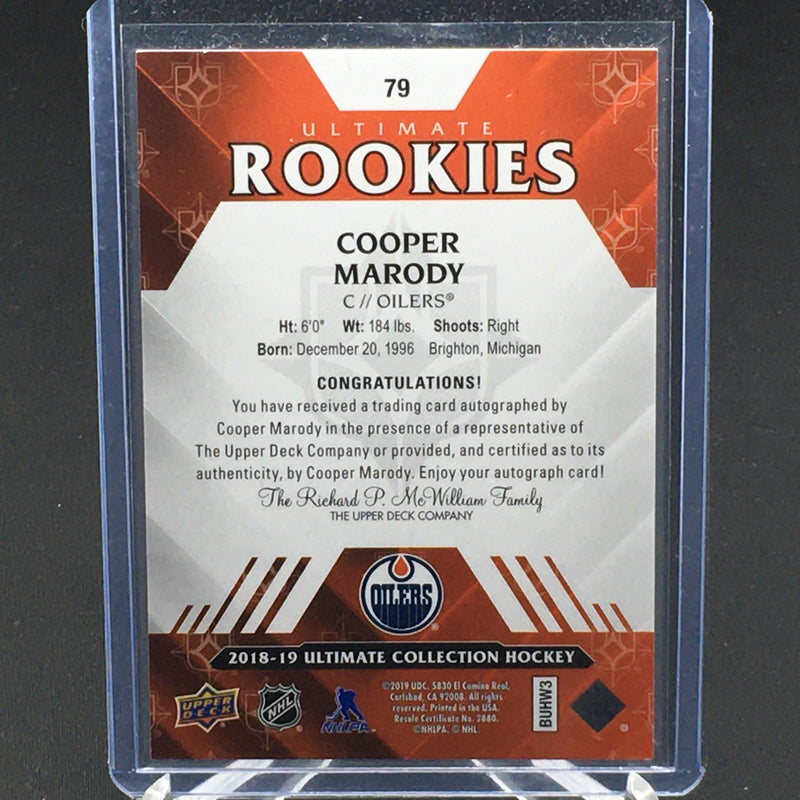 79
ULTIMATE
ROOKIES
COOPER
MARODY
C // OILERS®
Ht: 6'0" Wt: 184 lbs. Shoots: Right
Born: December 20, 1996 Brighton, Michigan
CONGRATULATIONS!
You have received a trading card autographed by
Cooper Marody in the presence of a representative of
The Upper Deck Company or provided, and certified as to its
authenticity, by Cooper Marody. Enjoy your autograph card!
The Richard P. McWilliam Family
THE UPPER DECK COMPANY
OILERS
2018-19 ULTIMATE COLLECTION HOCKEY
UPPER
DECK
NHL
NHLPA
©2019 UDC. 5830 El Camino Real,
Carlsbad, CA 92008. All rights
reserved. Printed in the USA.
Resale Certificate No. 2880.
©NHLPA. © NHL.
BUHW3